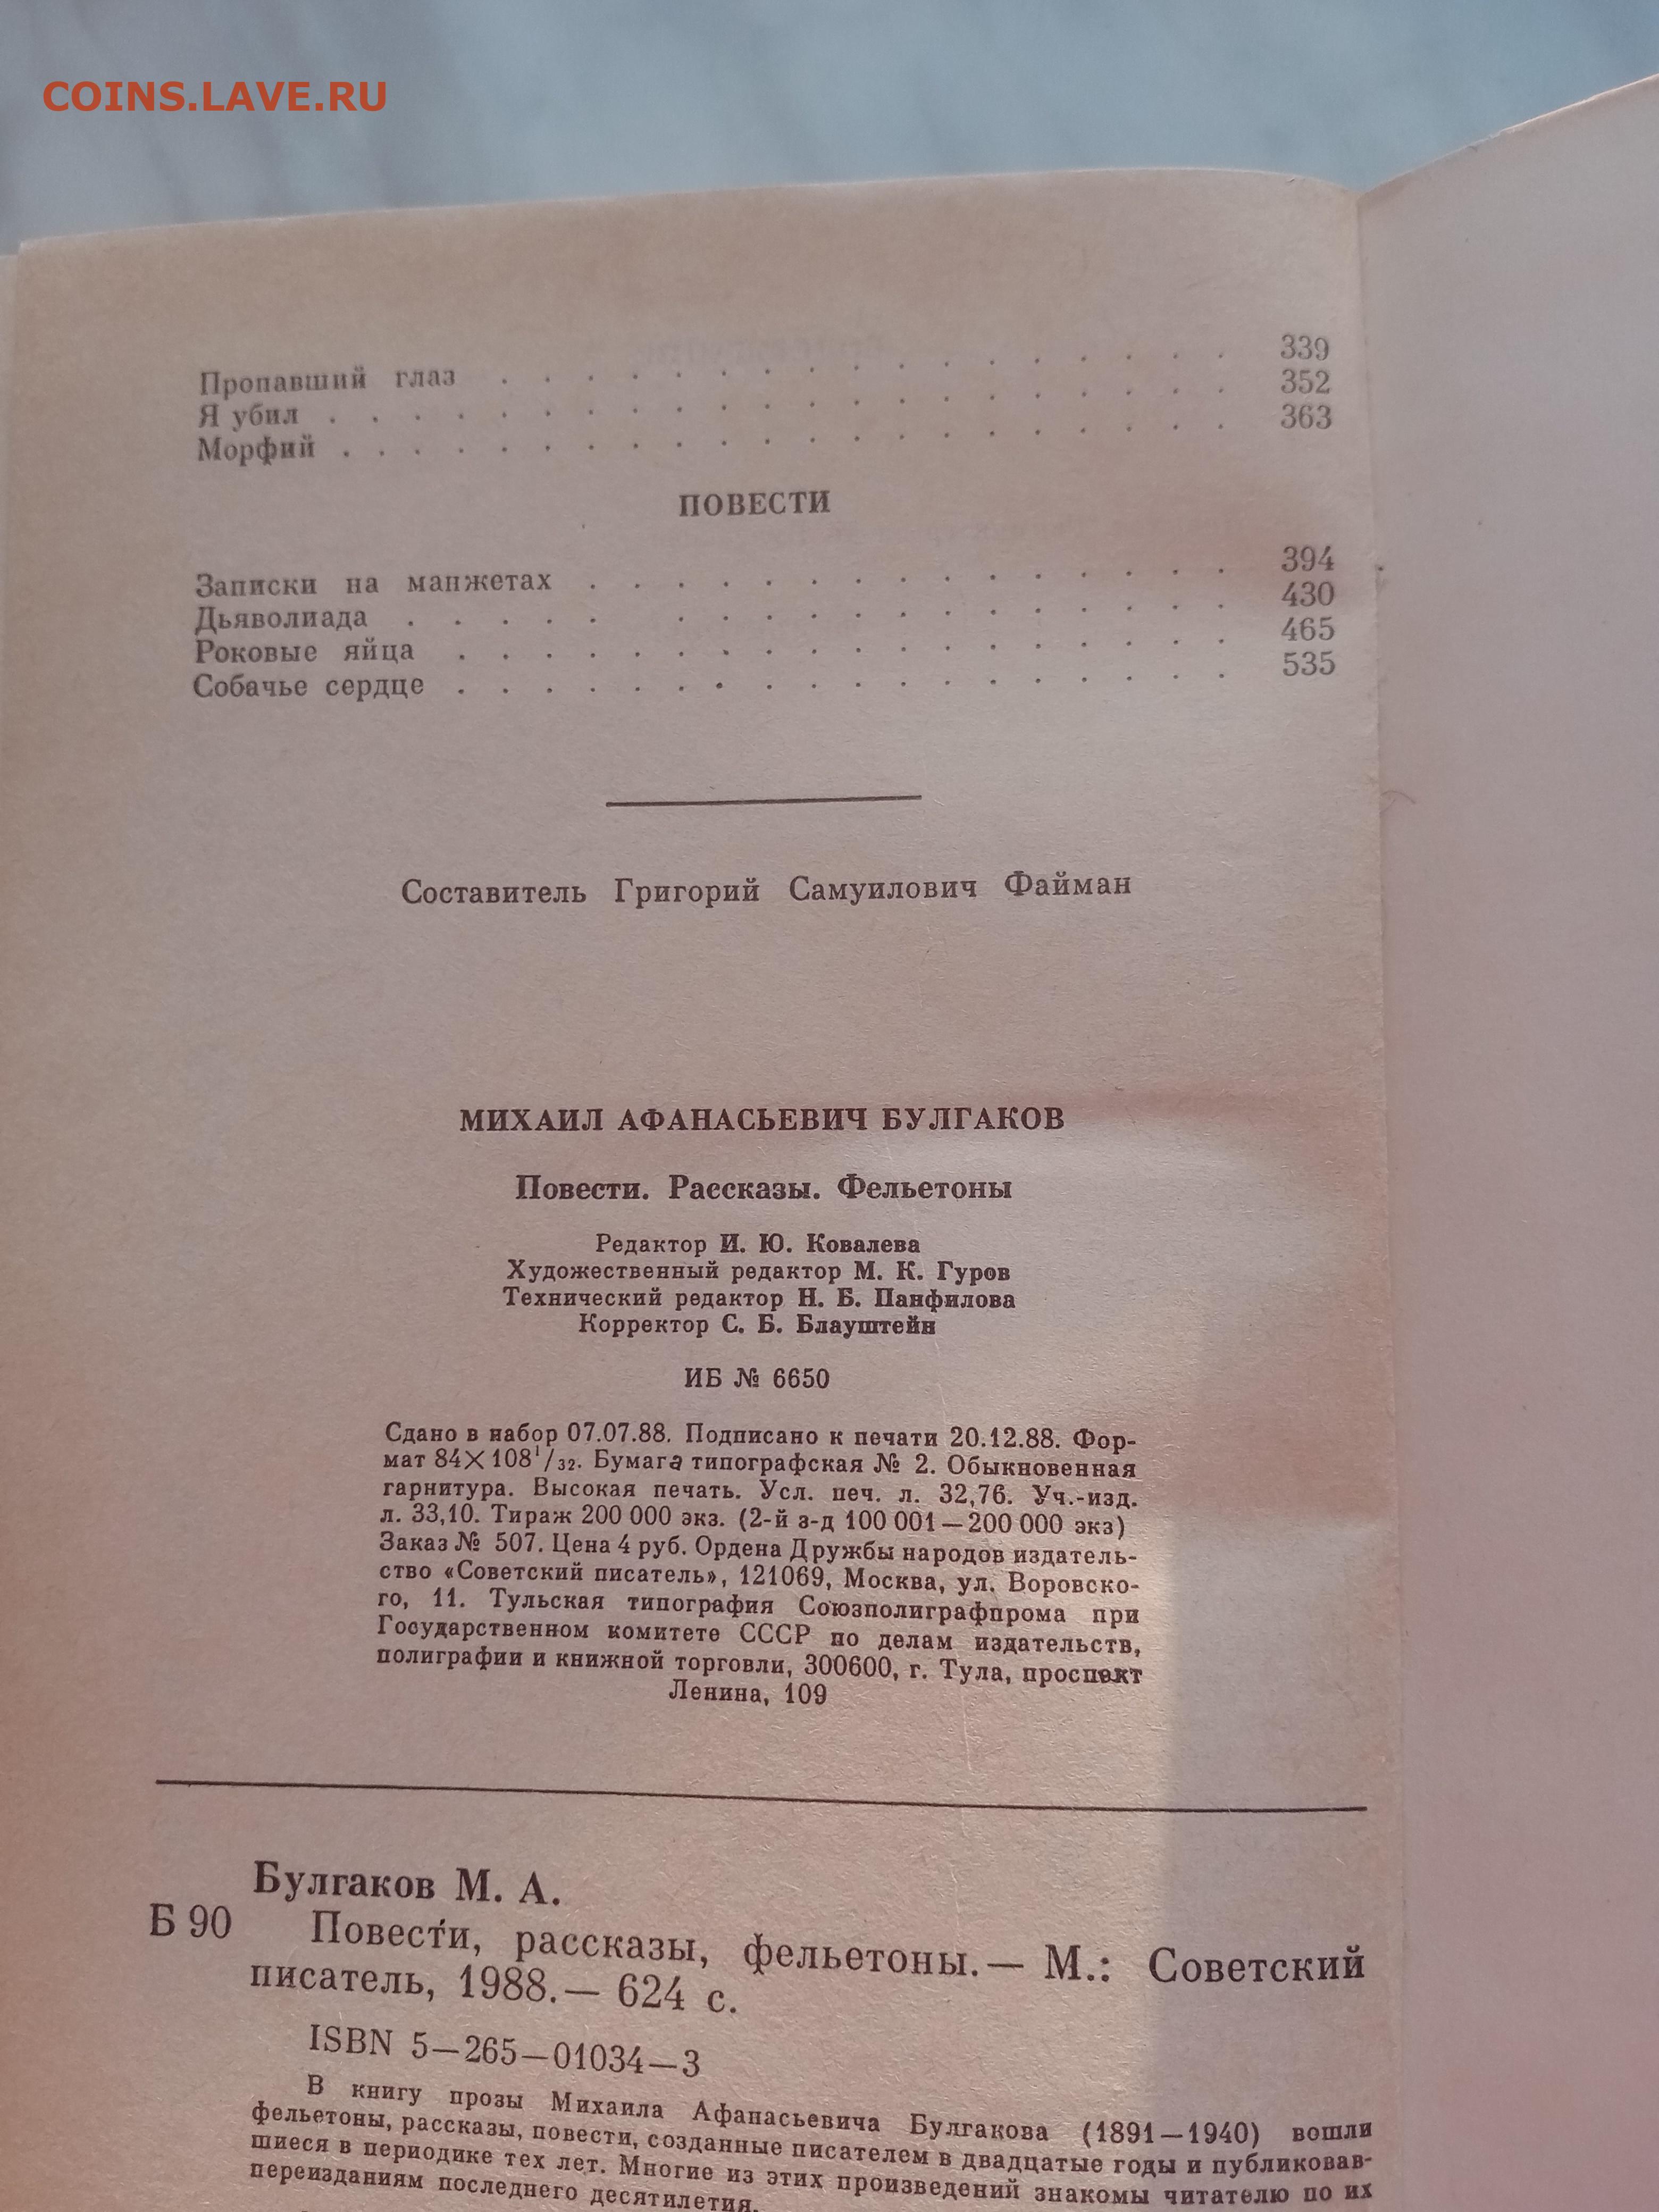 COINS.LAVE.RU
Пропавший глаз . . . . . . . . . . . . . . . . . 339
Я убил . . . . . . . . . . . . . . . . . . . . . 352
Морфий . . . . . . . . . . . . . . . . . . . . . 363
ПОВЕСТИ
Записки на манжетах . . . . . . . . . . . . . . . 394
Дьяволиада . . . . . . . . . . . . . . . . . . 430
Роковые яйца . . . . . . . . . . . . . . . . . . 465
Собачье сердце . . . . . . . . . . . . . . . . . . 535
Составитель Григорий Самуилович Файман
МИХАИЛ АФАНАСЬЕВИЧ БУЛГАКОВ
Повести. Рассказы. Фельетоны
Редактор И. Ю. Ковалева
Художественный редактор М. К. Гуров
Технический редактор Н. Б. Панфилова
Корректор С. Б. Блауштейн
ИБ № 6650
Сдано в набор 07.07.88. Подписано к печати 20.12.88. Фор-
мат 84×108¹/₃₂. Бумага типографская № 2. Обыкновенная
гарнитура. Высокая печать. Усл. печ. л. 32,76. Уч.-изд.
л. 33,10. Тираж 200 000 экз. (2-й з-д 100 001—200 000 экз)
Заказ № 507. Цена 4 руб. Ордена Дружбы народов издатель-
ство «Советский писатель», 121069, Москва, ул. Воровско-
го, 11. Тульская типография Союзполиграфпрома при
Государственном комитете СССР по делам издательств,
полиграфии и книжной торговли, 300600, г. Тула, проспект
Ленина, 109
Булгаков М. А.
Б 90 Повести, рассказы, фельетоны.— М.: Советский
писатель, 1988.— 624 с.
ISBN 5—265—01034—3
В книгу прозы Михаила Афанасьевича Булгакова (1891—1940) вошли
фельетоны, рассказы, повести, созданные писателем в двадцатые годы и публиковав-
шиеся в периодике тех лет. Многие из этих произведений знакомы читателю по их
переизданиям последнего десятилетия.